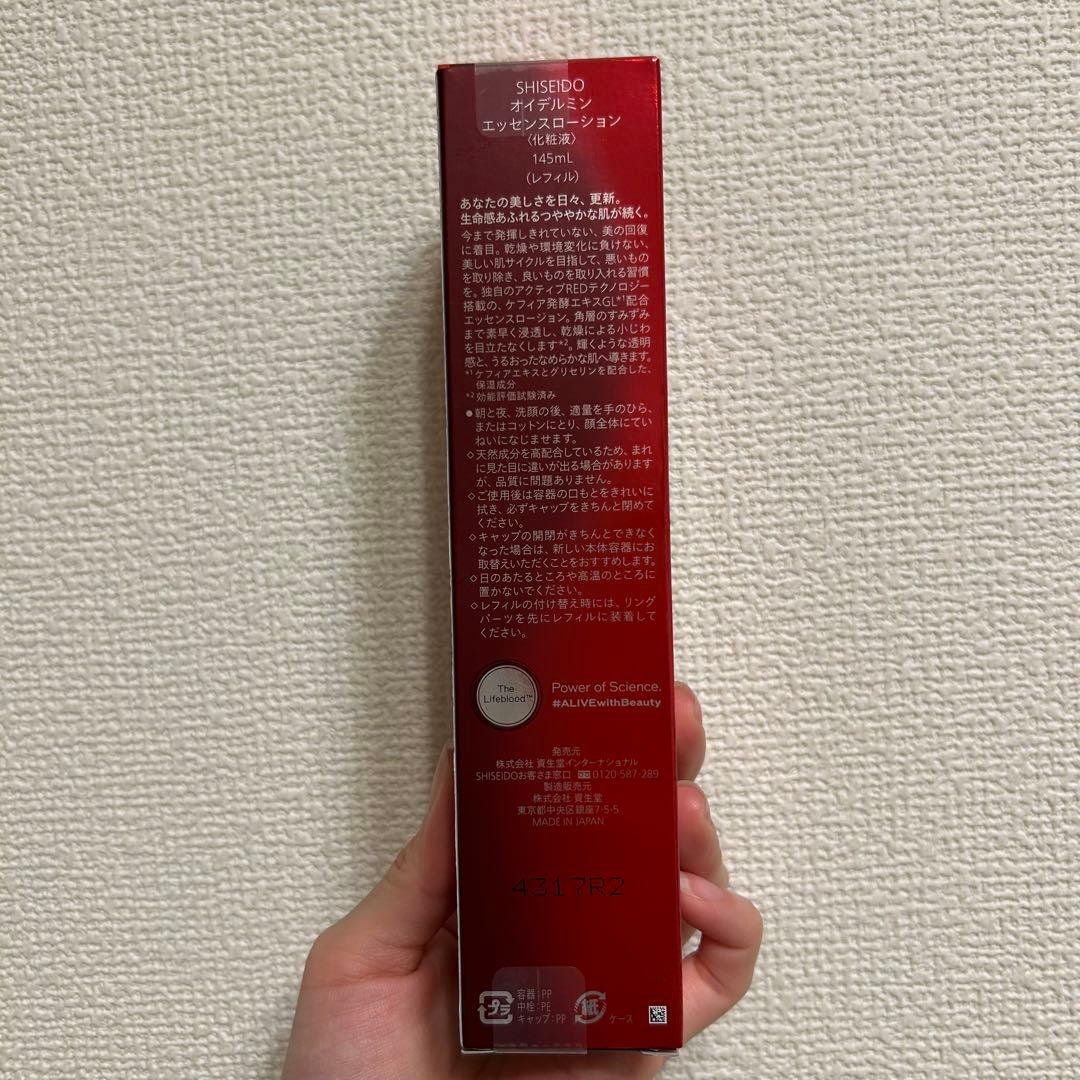 SHISEIDO
オイデルミン
エッセンスローション
〈化粧液〉
145mL
(レフィル)
あなたの美しさを日々、更新。
生命感あふれるつややかな肌が続く。
今まで発揮しきれていない、美の回復
に着目。乾燥や環境変化に負けない、
美しい肌サイクルを目指して、悪いもの
を取り除き、良いものを取り入れる習慣
を。独自のアクティブREDテクノロジー
搭載の、ケフィア発酵エキスGL*1配合
エッセンスローション。角層のすみずみ
まで素早く浸透し、乾燥による小じわ
を目立たなくします*2。輝くような透明
感と、うるおったなめらかな肌へ導きます。
*1 ケフィアエキスとグリセリンを配合した、
保湿成分
*2 効能評価試験済み
●朝と夜、洗顔の後、適量を手のひら、
またはコットンにとり、顔全体にてい
ねいになじませます。
◇天然成分を高配合しているため、まれ
に見た目に違いが出る場合があります
が、品質に問題ありません。
◇ご使用後は容器の口もとをきれいに
拭き、必ずキャップをきちんと閉めて
ください。
◇キャップの開閉がきちんとできなく
なった場合は、新しい本体容器にお
取替えいただくことをおすすめします。
◇日のあたるところや高温のところに
置かないでください。
◇レフィルの付け替え時には、リング
パーツを先にレフィルに装着して
ください。
The
Lifeblood™
Power of Science.
#ALIVEwithBeauty
発売元
株式会社 資生堂インターナショナル
SHISEIDOお客さま窓口 0120-587-289
製造販売元
株式会社 資生堂
東京都中央区銀座7-5-5
MADE IN JAPAN
4317R2
プラ
容器:PP
中栓:PE
キャップ:PP
紙
ケース